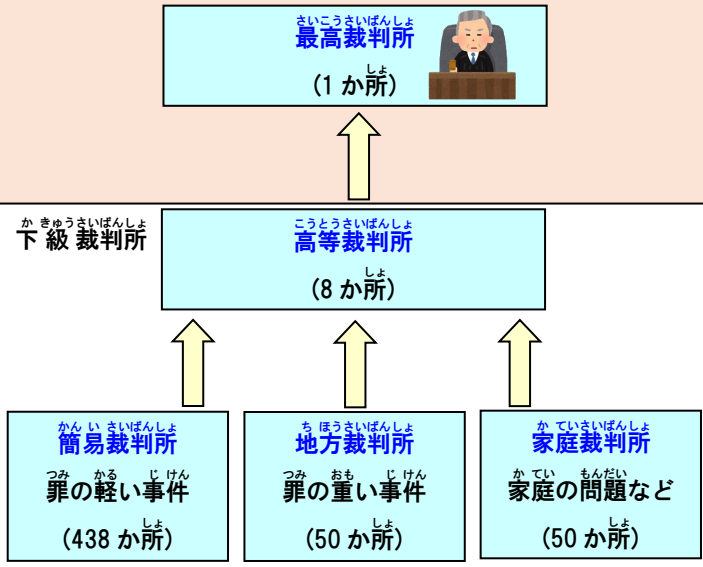 さいこうさいばんしょ
最高裁判所
しょ
(1 か所)
か きゅうさいばんしょ
下級裁判所
こうとうさいばんしょ
高等裁判所
しょ
(8 か所)
かん い さいばんしょ
簡易裁判所
つみ かる じ けん
罪の軽い事件
しょ
(438 か所)
ち ほうさいばんしょ
地方裁判所
つみ おも じ けん
罪の重い事件
しょ
(50 か所)
か ていさいばんしょ
家庭裁判所
か てい もんだい
家庭の問題など
しょ
(50 か所)